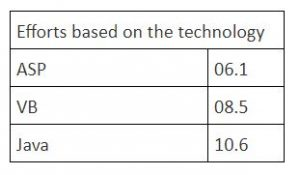 Efforts based on the technology
ASP 06.1
VB 08.5
Java 10.6